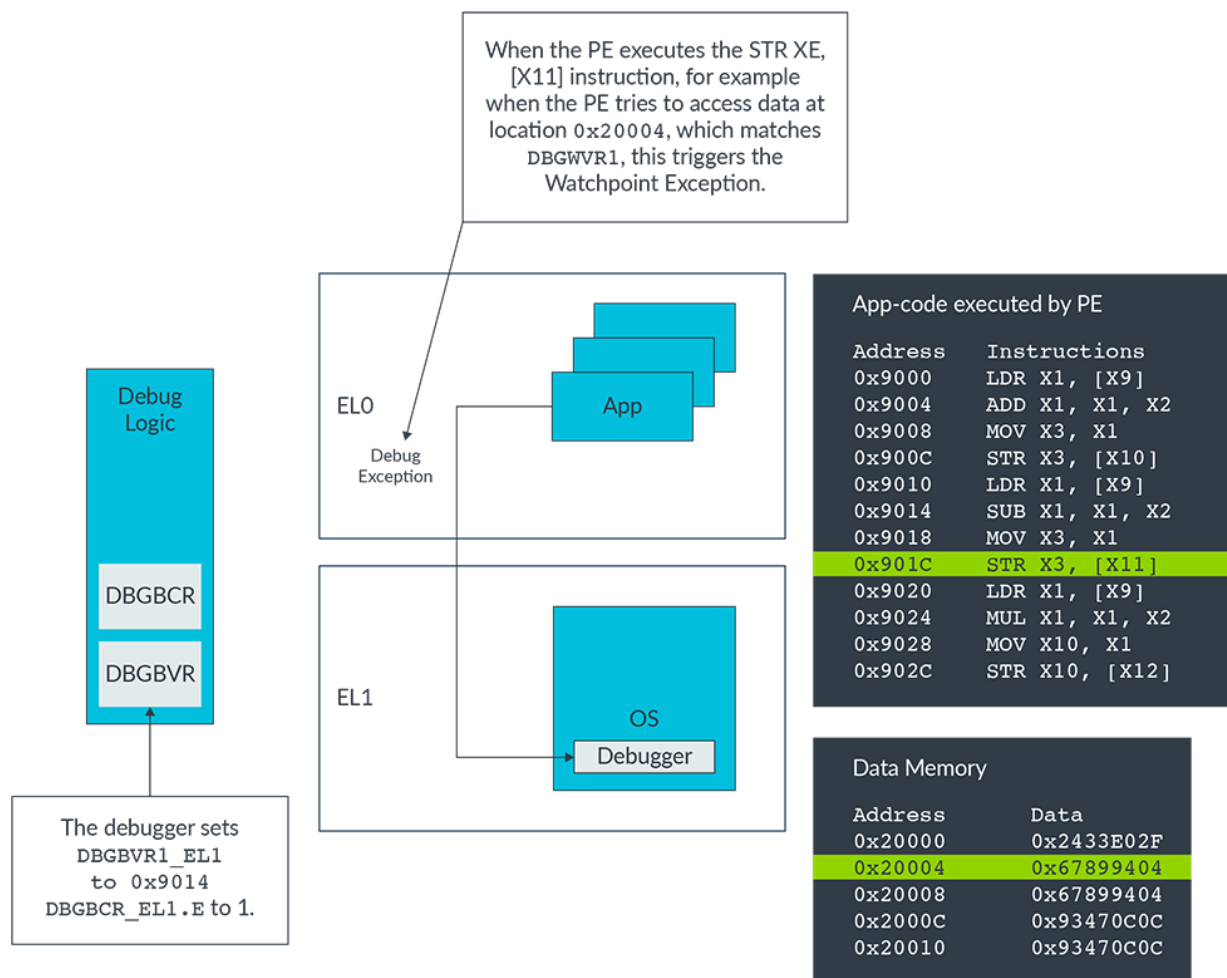 When the PE executes the STR XE,
[X11] instruction, for example
when the PE tries to access data at
location 0x20004, which matches
DBGWVR1, this triggers the
Watchpoint Exception.
Debug
Logic
DBGBCR
DBGBVR
The debugger sets
DBGBVR1_EL1
to 0x9014
DBGBCR_EL1.E to 1.
EL0
App
Debug
Exception
EL1
OS
Debugger
App-code executed by PE
Address Instructions
0x9000 LDR X1, [X9]
0x9004 ADD X1, X1, X2
0x9008 MOV X3, X1
0x900C STR X3, [X10]
0x9010 LDR X1, [X9]
0x9014 SUB X1, X1, X2
0x9018 MOV X3, X1
0x901C STR X3, [X11]
0x9020 LDR X1, [X9]
0x9024 MUL X1, X1, X2
0x9028 MOV X10, X1
0x902C STR X10, [X12]
Data Memory
Address Data
0x20000 0x2433E02F
0x20004 0x67899404
0x20008 0x67899404
0x2000C 0x93470C0C
0x20010 0x93470C0C